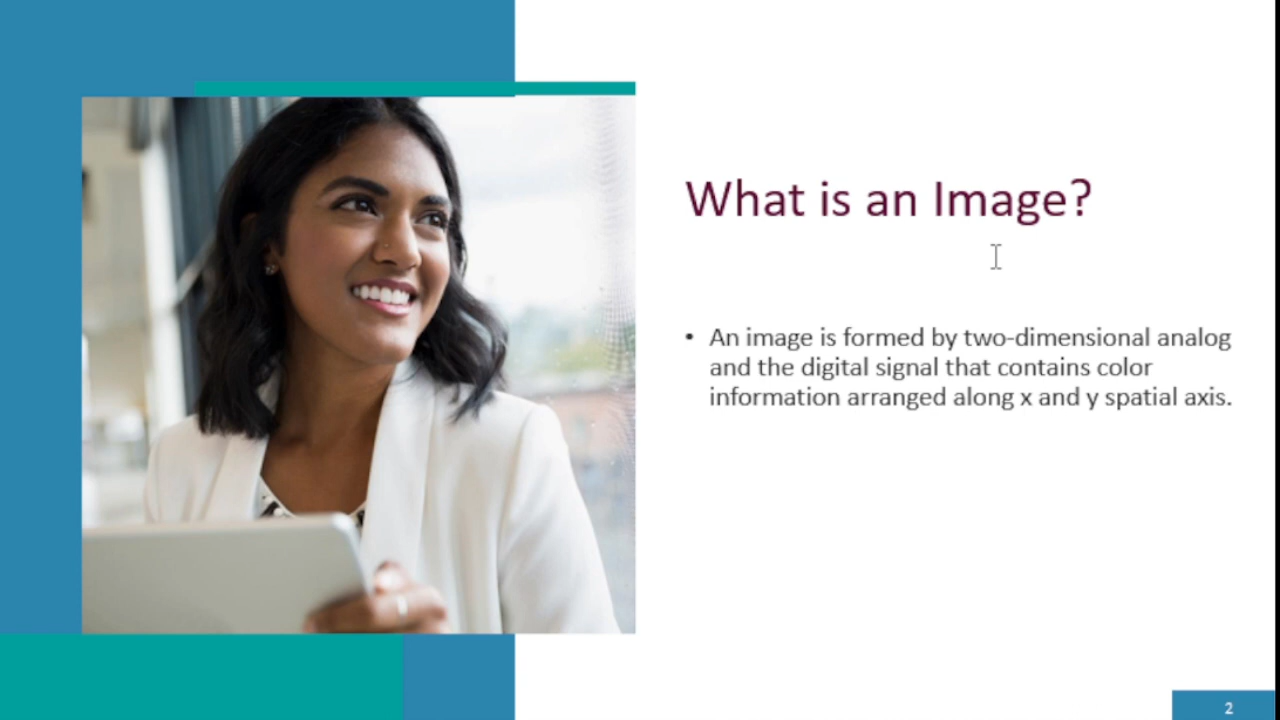 What is an Image?
• An image is formed by two-dimensional analog
and the digital signal that contains color
information arranged along x and y spatial axis.
2